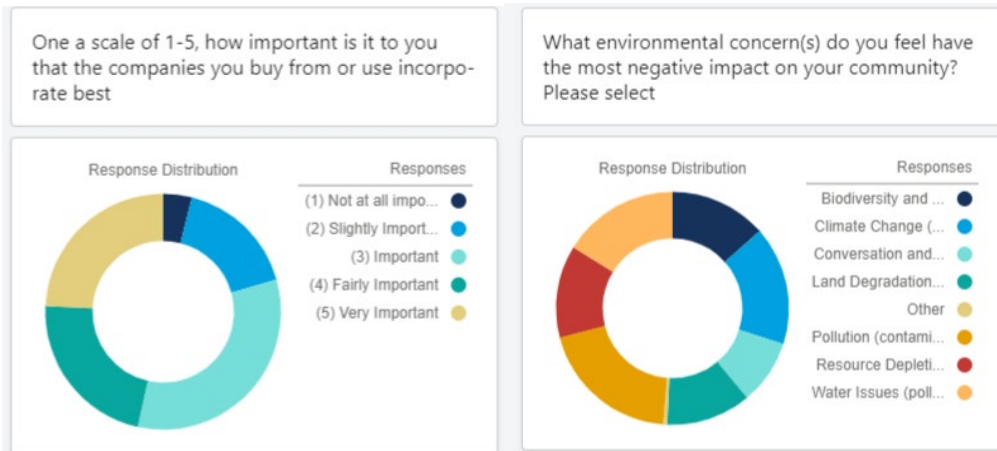 One a scale of 1-5, how important is it to you
that the companies you buy from or use incorpo-
rate best
Response Distribution
Responses
(1) Not at all impo...
(2) Slightly Import...
(3) Important
(4) Fairly Important
(5) Very Important
What environmental concern(s) do you feel have
the most negative impact on your community?
Please select
Response Distribution
Responses
Biodiversity and ...
Climate Change (...
Conversation and...
Land Degradation...
Other
Pollution (contami...
Resource Depleti...
Water Issues (poll...